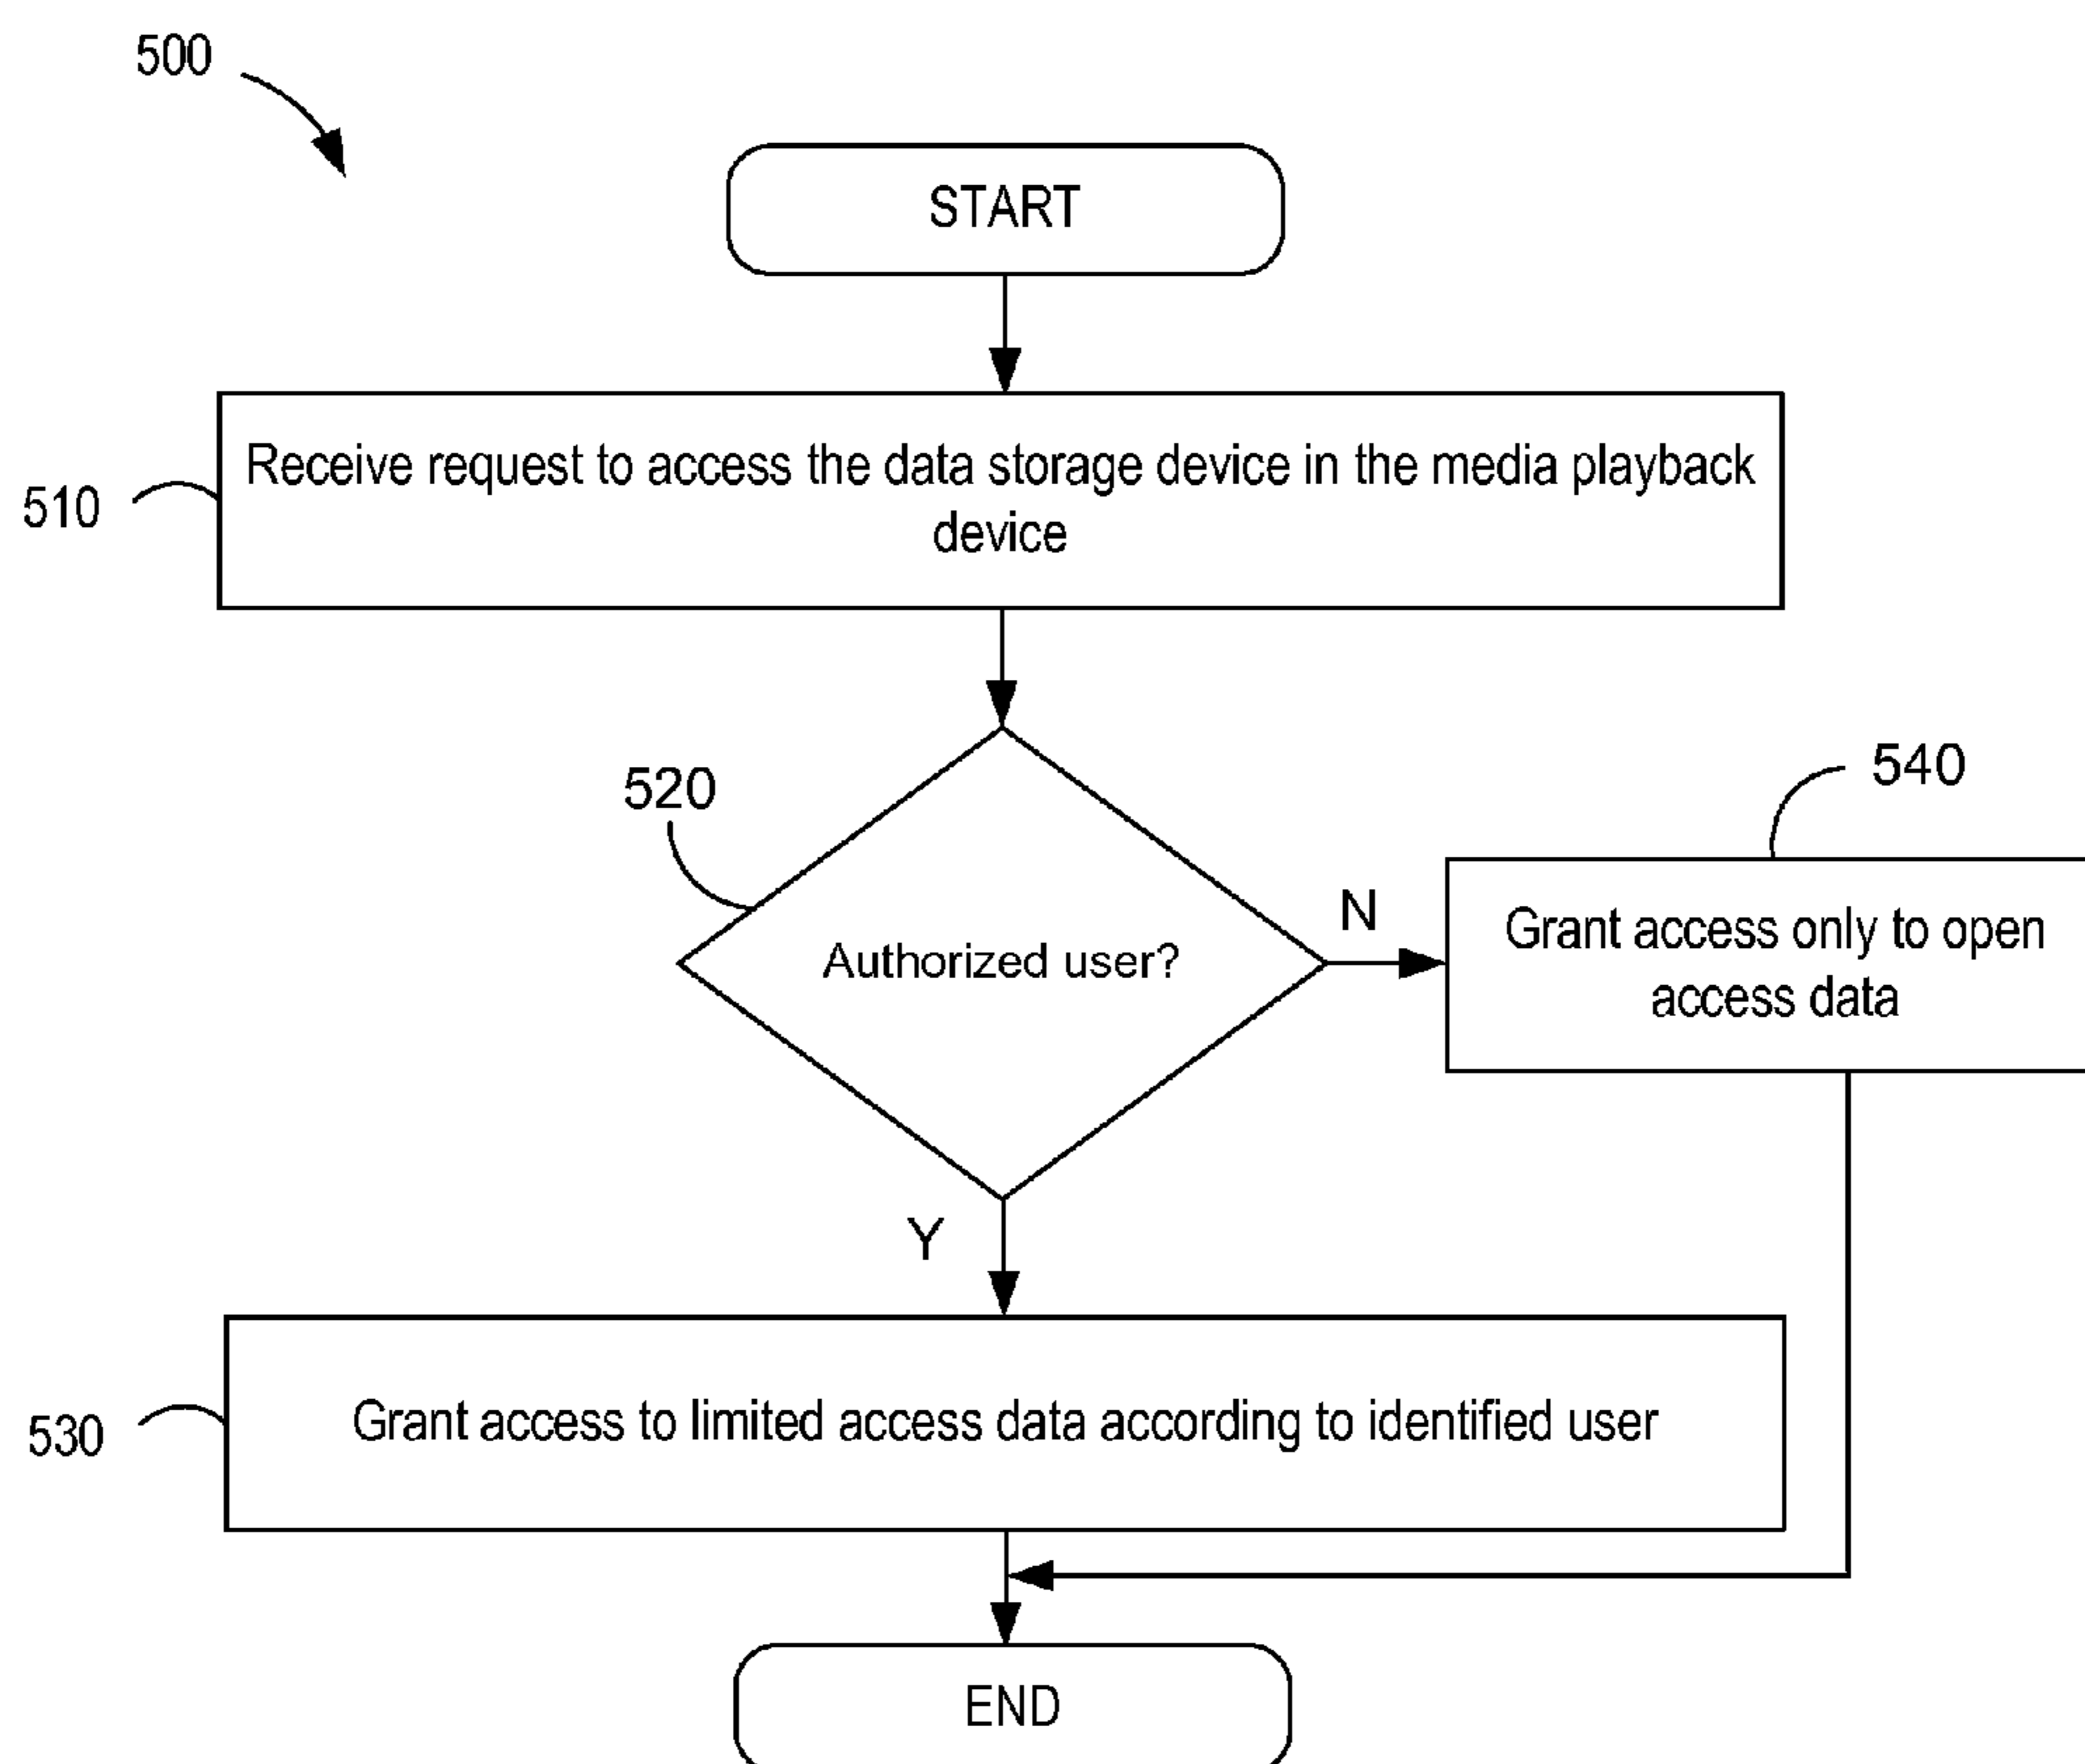 500
START
510
Receive request to access the data storage device in the media playback
device
520
540
Authorized user?
N
Grant access only to open
access data
Y
530
Grant access to limited access data according to identified user
END